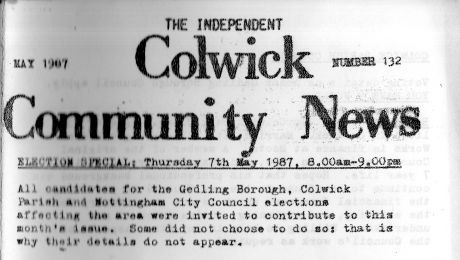 THE INDEPENDENT
MAY 1987 Colwick NUMBER 132
Community News
ELECTION SPECIAL: Thursday 7th May 1987, 8.00am-9.00pm
All candidates for the Gedling Borough, Colwick
Parish and Nottingham City Council elections
affecting the area were invited to contribute to this
month's issue. Some did not choose to do so: that is
why their details do not appear.